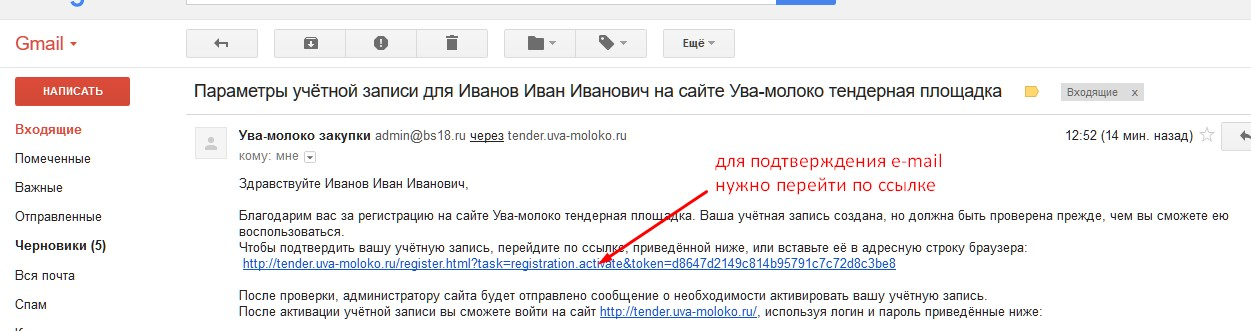 Gmail
Ещё
НАПИСАТЬ
Параметры учётной записи для Иванов Иван Иванович на сайте Ува-молоко тендерная площадка
Входящие x
Входящие
Помеченные
Важные
Отправленные
Черновики (5)
Вся почта
Спам
Ува-молоко закупки admin@bs18.ru через tender.uva-moloko.ru
12:52 (14 мин. назад)
кому: мне
для подтверждения e-mail
нужно перейти по ссылке
Здравствуйте Иванов Иван Иванович,
Благодарим вас за регистрацию на сайте Ува-молоко тендерная площадка. Ваша учётная запись создана, но должна быть проверена прежде, чем вы сможете ею
воспользоваться.
Чтобы подтвердить вашу учётную запись, перейдите по ссылке, приведённой ниже, или вставьте её в адресную строку браузера:
http://tender.uva-moloko.ru/register.html?task=registration.activate&token=d8647d2149c814b95791c7c72d8c3be8
После проверки, администратору сайта будет отправлено сообщение о необходимости активировать вашу учётную запись.
После активации учётной записи вы сможете войти на сайт http://tender.uva-moloko.ru/, используя логин и пароль приведённые ниже: